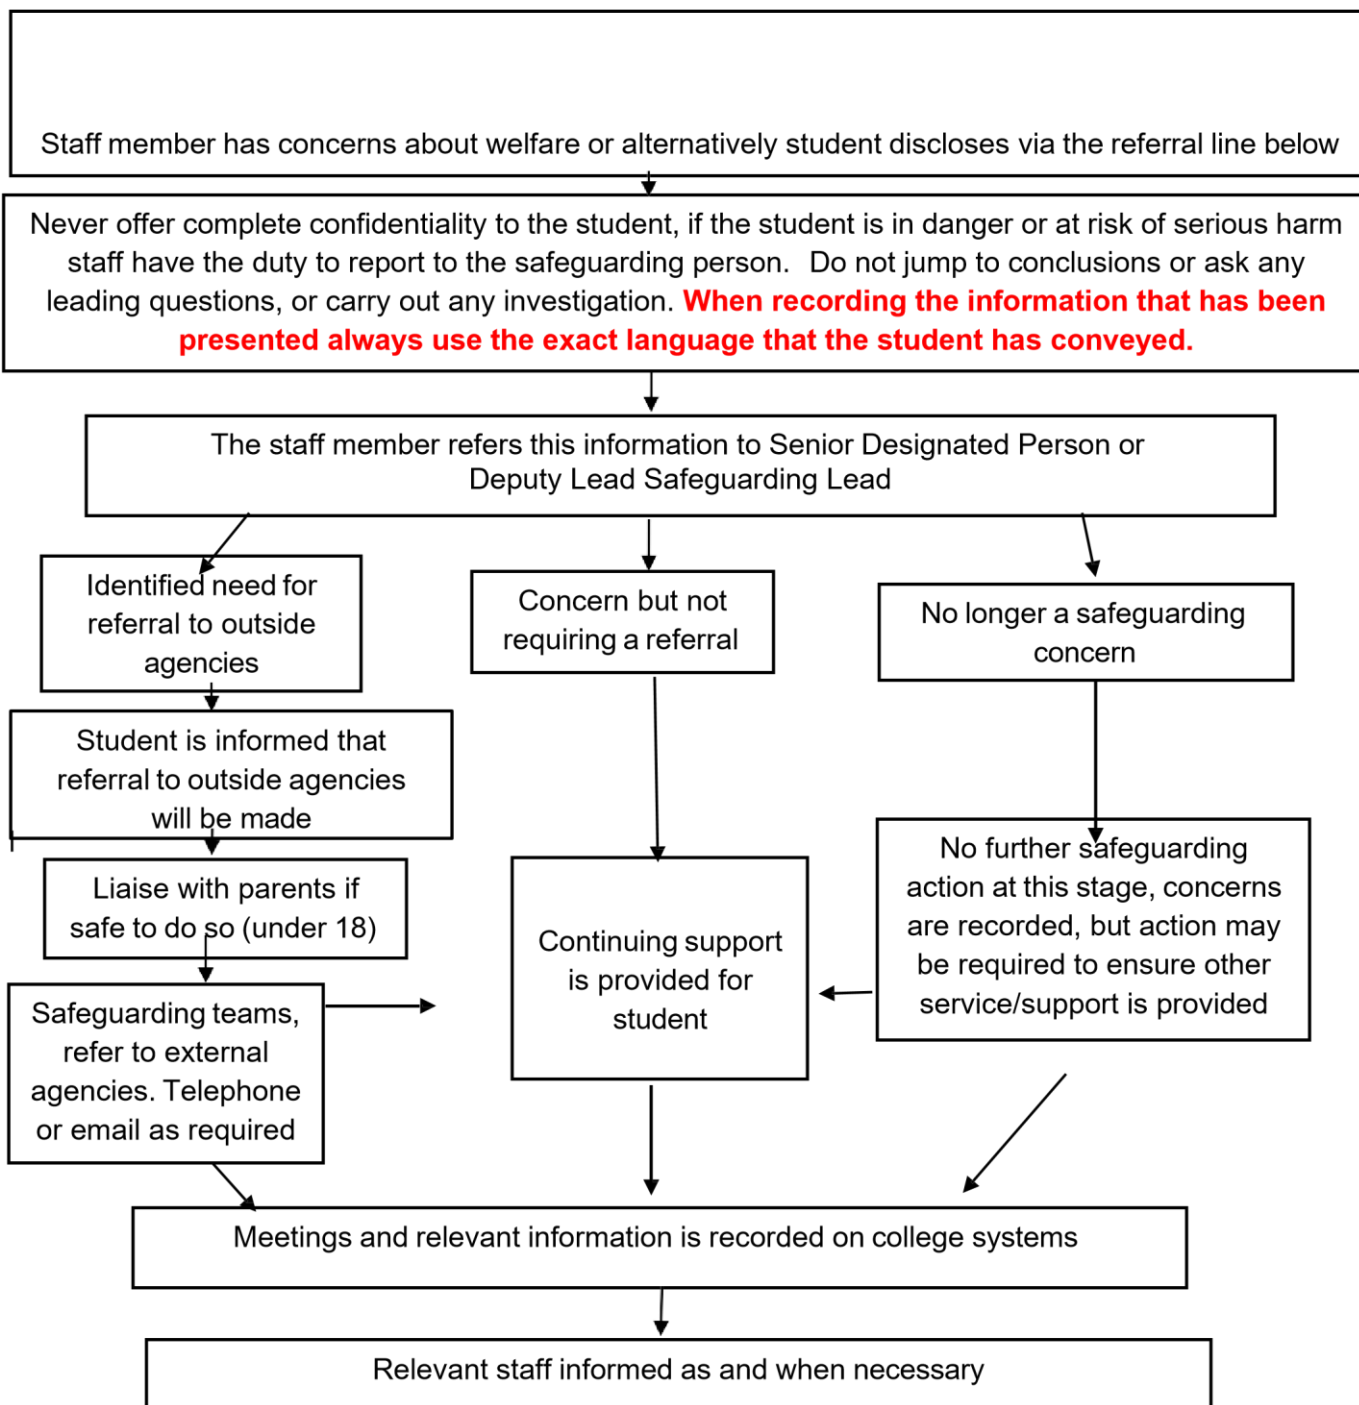 Staff member has concerns about welfare or alternatively student discloses via the referral line below
Never offer complete confidentiality to the student, if the student is in danger or at risk of serious harm
staff have the duty to report to the safeguarding person. Do not jump to conclusions or ask any
leading questions, or carry out any investigation. When recording the information that has been
presented always use the exact language that the student has conveyed.
The staff member refers this information to Senior Designated Person or
Deputy Lead Safeguarding Lead
Identified need for
referral to outside
agencies
Student is informed that
referral to outside agencies
will be made
Liaise with parents if
safe to do so (under 18)
Safeguarding teams,
refer to external
agencies. Telephone
or email as required
Concern but not
requiring a referral
Continuing support
is provided for
student
No longer a safeguarding
concern
No further safeguarding
action at this stage, concerns
are recorded, but action may
be required to ensure other
service/support is provided
Meetings and relevant information is recorded on college systems
Relevant staff informed as and when necessary